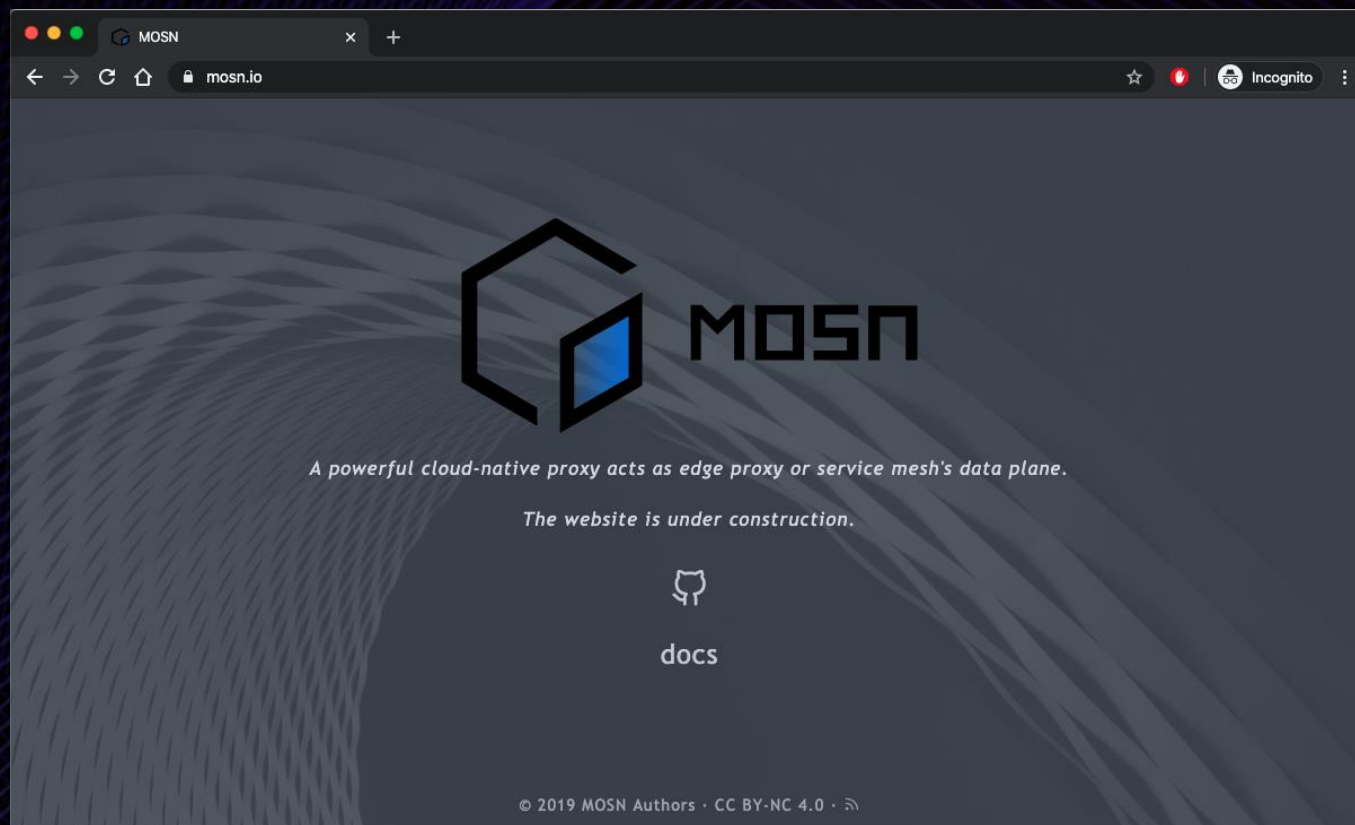 MOSN
mosn.io
Incognito
MOSN
A powerful cloud-native proxy acts as edge proxy or service mesh's data plane.
The website is under construction.
docs
© 2019 MOSN Authors · CC BY-NC 4.0 ·